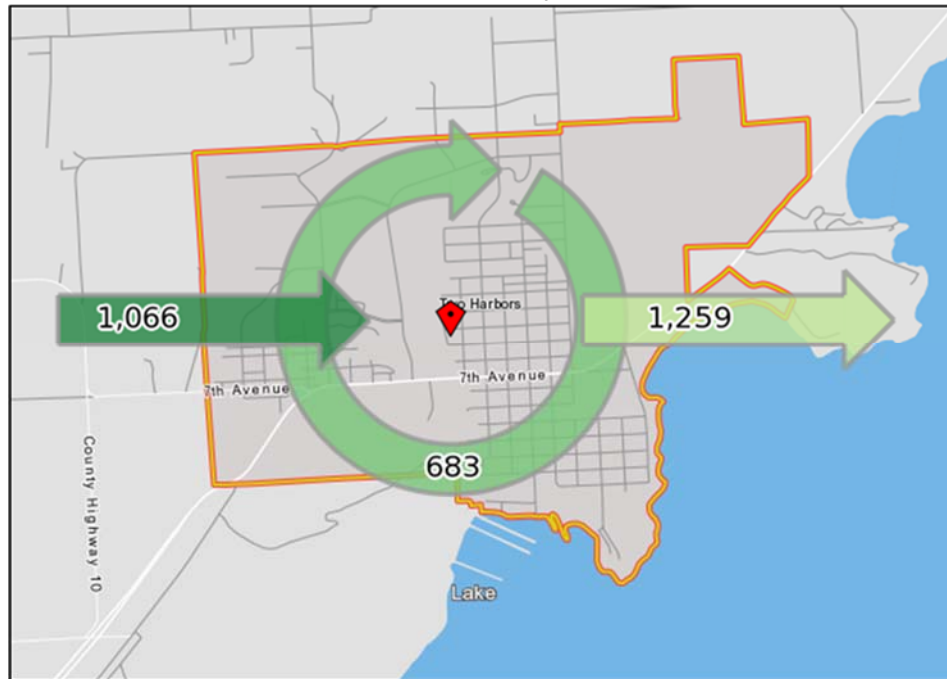 Two Harbors
1,066
1,259
7th Avenue
7th Avenue
683
County Highway 10
Lake